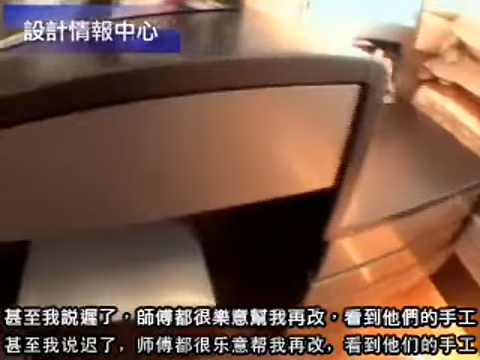 設計情報中心
甚至我說遲了，師傅都很樂意幫我再改，看到他們的手工
甚至我说迟了，师傅都很乐意帮我再改，看到他们的手工